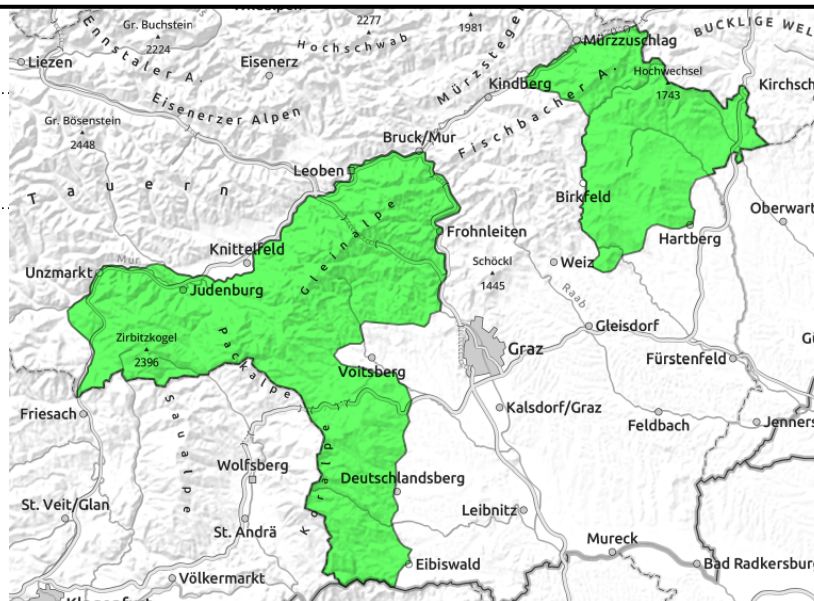 Gr. Buchstein
2224
Ennstaler A.
2277
Hochschwab
1981
Mürzzuschlag
BUCKLIGE WEL
Liezen
Eisenerz
Mürzstege
Hochwechsel
1743
Kirchsch
Kindberg
Eisenerzer Alpen
Fischbacher A.
Gr. Bösenstein
2448
Bruck/Mur
Leoben
Tauern
Birkfeld
Oberwart
Frohnleiten
Hartberg
Knittelfeld
Gleinalpe
Mur
Unzmarkt
Schöckl
1445
Weiz
Judenburg
Raab
Gleisdorf
Zirbitzkogel
2396
Packalpe
Graz
Voitsberg
Fürstenfeld
Gü
Friesach
Saualpe
Kalsdorf/Graz
Feldbach
Jenners
Wolfsberg
Koralpe
Deutschlandsberg
St. Veit/Glan
St. Andrä
Leibnitz
Mureck
Eibiswald
Bad Radkersburg
Völkermarkt